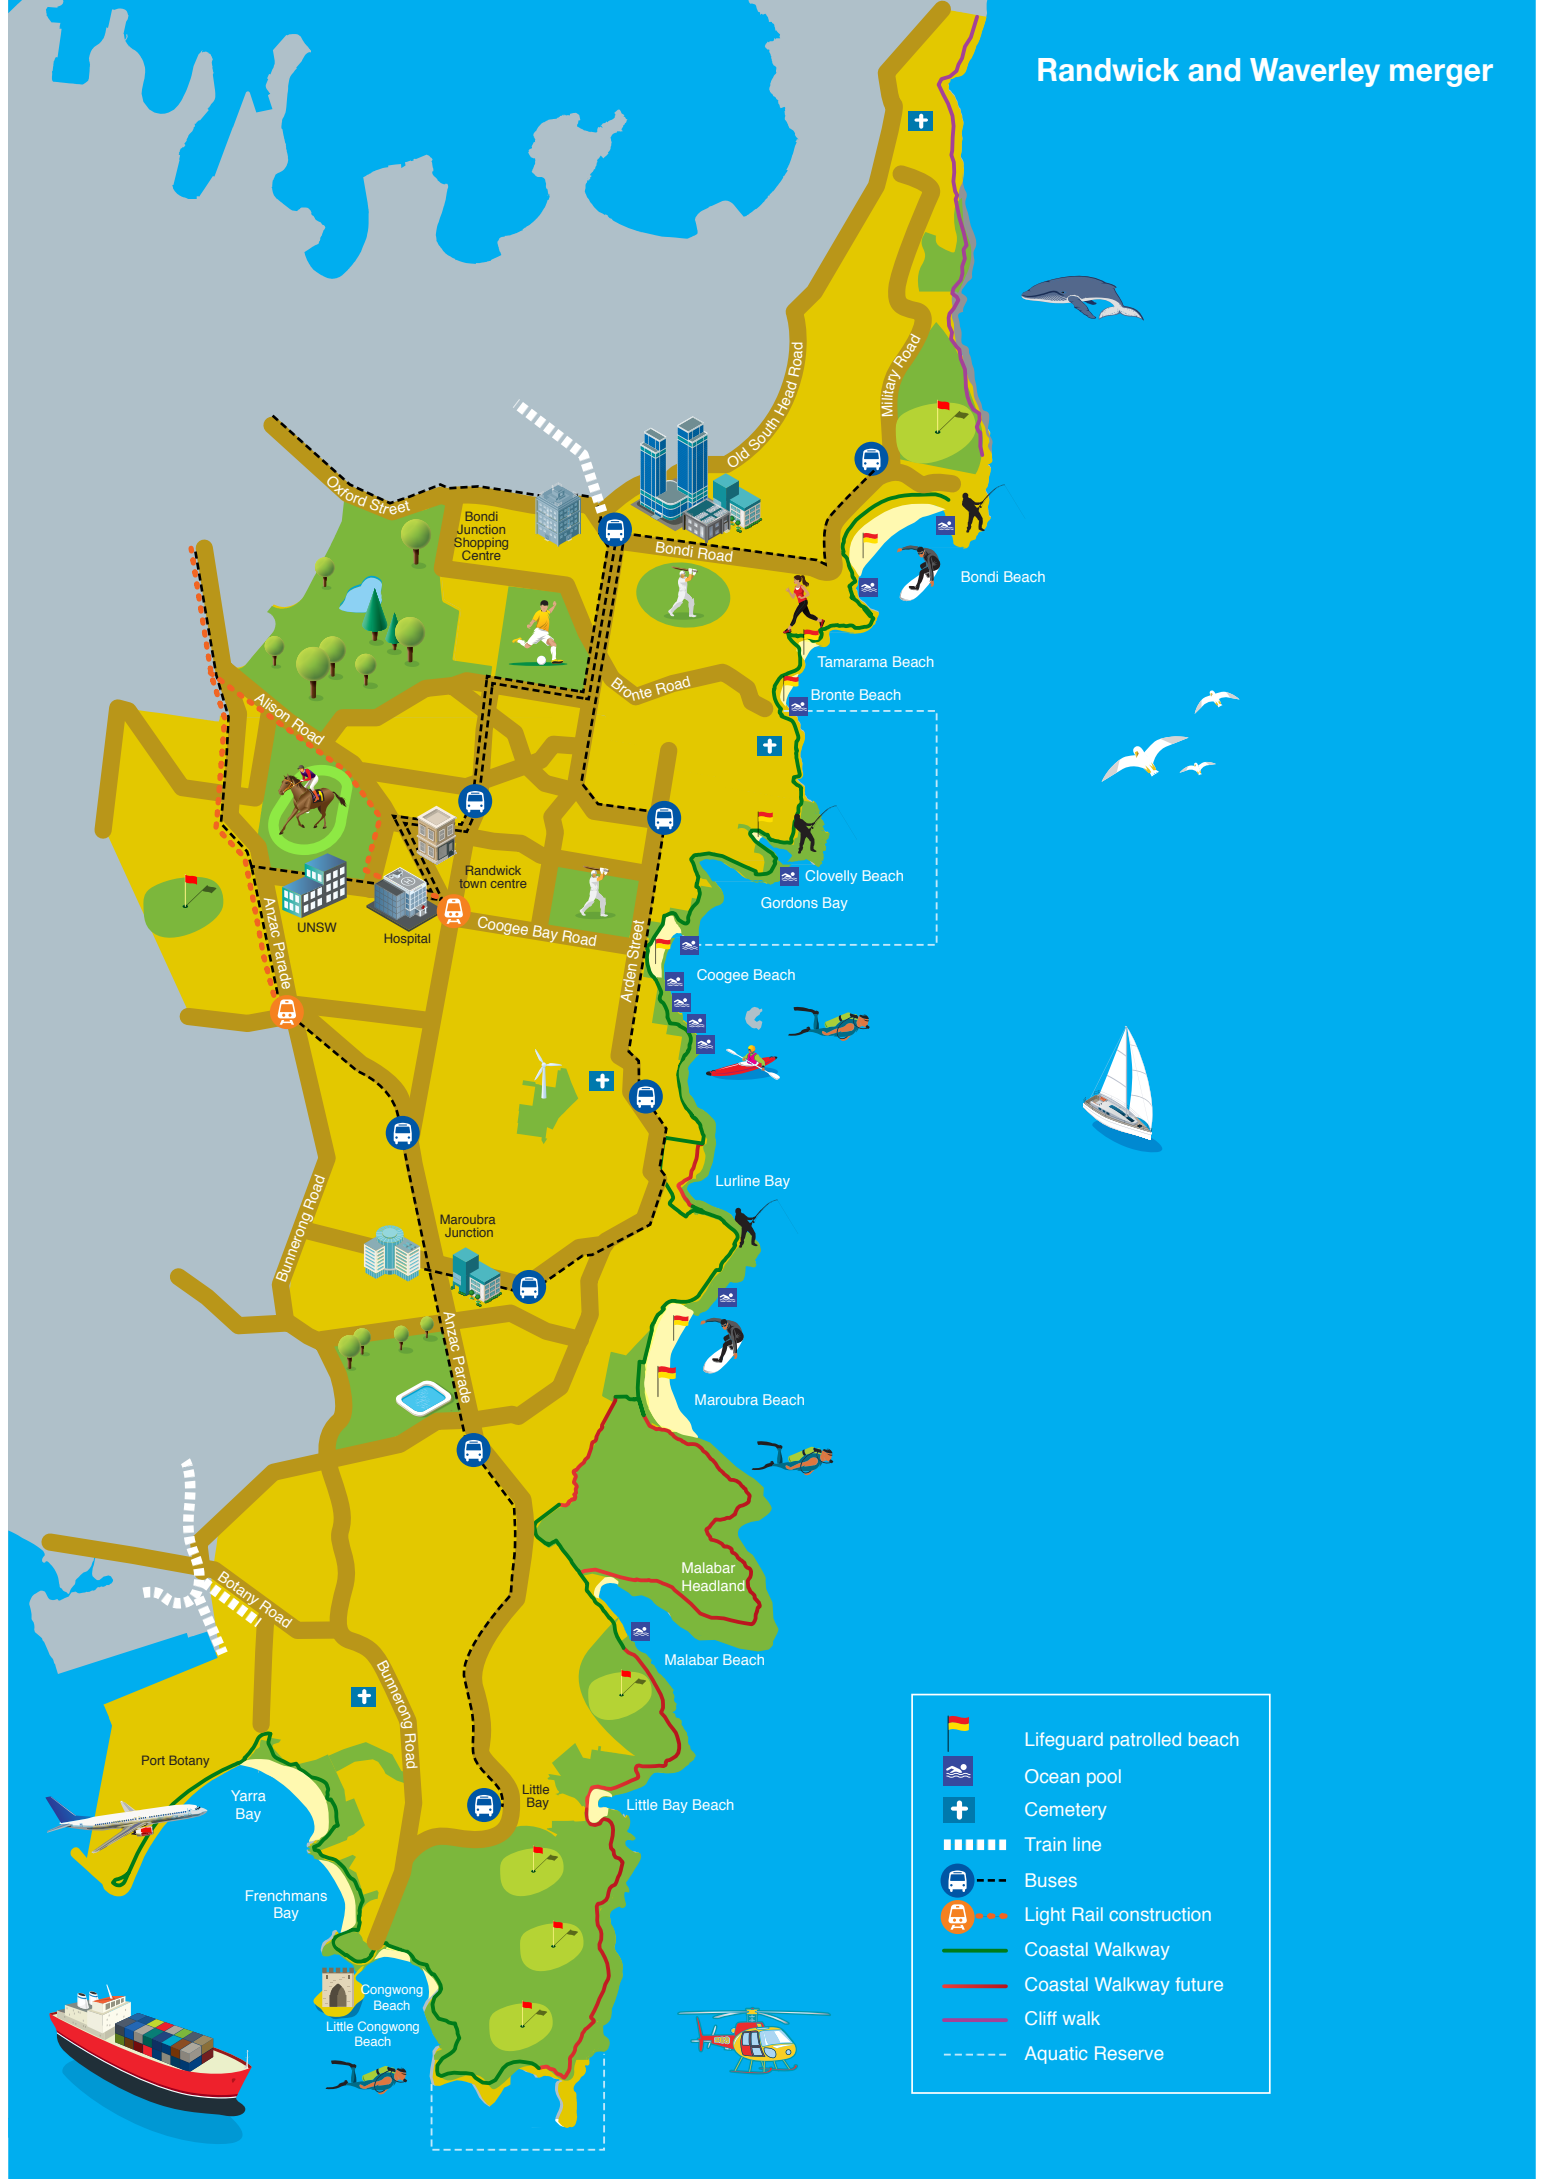 Randwick and Waverley merger
Old South Head Road
Military Road
Oxford Street
Bondi
Junction
Shopping
Centre
Bondi Road
Bondi Beach
Tamarama Beach
Bronte Road
Bronte Beach
Alison Road
Randwick
town centre
Clovelly Beach
Gordons Bay
UNSW
Hospital
Anzac Parade
Coogee Bay Road
Arden Street
Coogee Beach
Lurline Bay
Bunnerong Road
Maroubra
Junction
Anzac Parade
Maroubra Beach
Malabar
Headland
Botany Road
Malabar Beach
Bunnerong Road
Port Botany
Yarra
Bay
Little
Bay
Little Bay Beach
Frenchmans
Bay
Congwong
Beach
Little Congwong
Beach
Lifeguard patrolled beach
Ocean pool
Cemetery
Train line
Buses
Light Rail construction
Coastal Walkway
Coastal Walkway future
Cliff walk
Aquatic Reserve